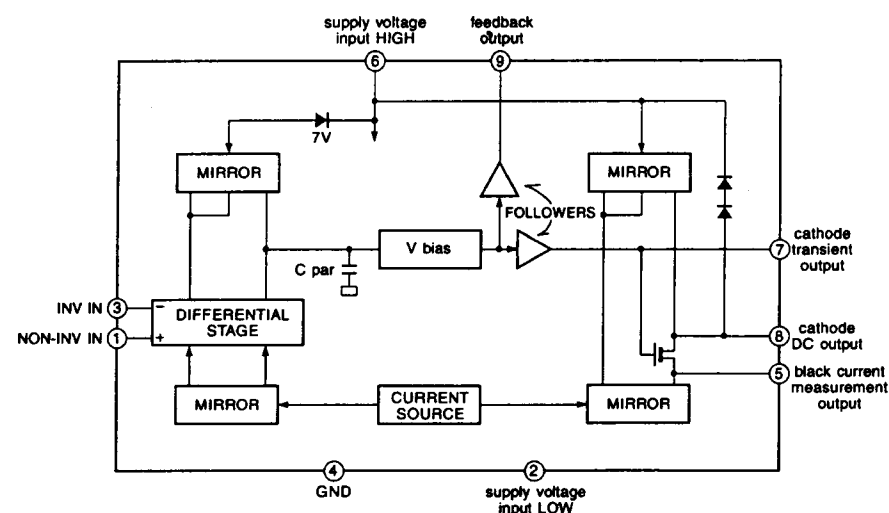 supply voltage
input HIGH
feedback
output
6
9
7V
MIRROR
MIRROR
FOLLOWERS
V bias
C par
7
cathode
transient
output
INV IN
3
−
NON-INV IN
1
+
DIFFERENTIAL
STAGE
8
cathode
DC output
5
black current
measurement
output
MIRROR
CURRENT
SOURCE
MIRROR
4
GND
2
supply voltage
input LOW